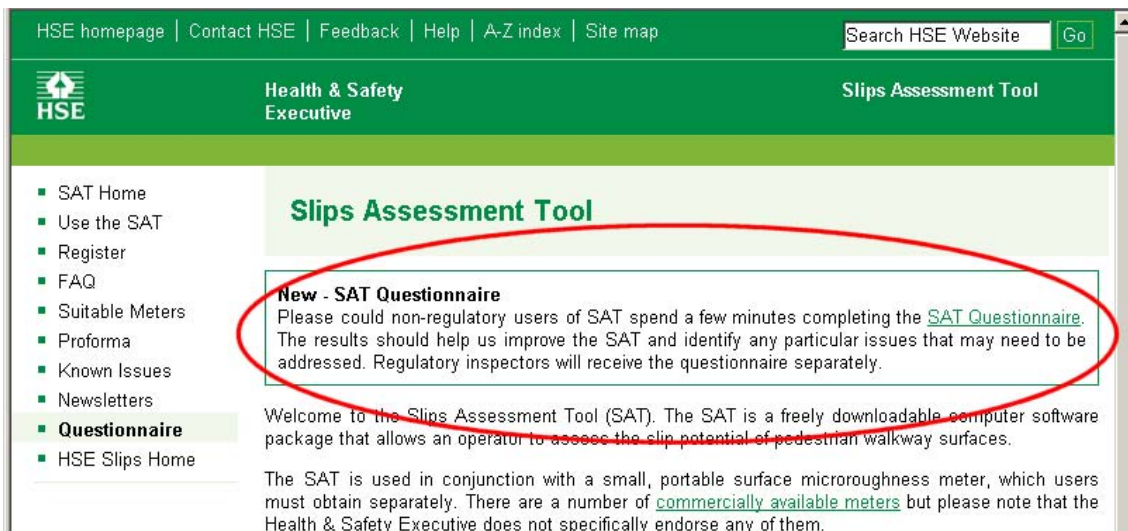 HSE homepage | Contact HSE | Feedback | Help | A-Z index | Site map
Search HSE Website Go
HSE
Health & Safety
Executive
Slips Assessment Tool
SAT Home
Use the SAT
Register
FAQ
Suitable Meters
Proforma
Known Issues
Newsletters
Questionnaire
HSE Slips Home
Slips Assessment Tool
New - SAT Questionnaire
Please could non-regulatory users of SAT spend a few minutes completing the SAT Questionnaire.
The results should help us improve the SAT and identify any particular issues that may need to be
addressed. Regulatory inspectors will receive the questionnaire separately.
Welcome to the Slips Assessment Tool (SAT). The SAT is a freely downloadable computer software
package that allows an operator to assess the slip potential of pedestrian walkway surfaces.
The SAT is used in conjunction with a small, portable surface microroughness meter, which users
must obtain separately. There are a number of commercially available meters but please note that the
Health & Safety Executive does not specifically endorse any of them.